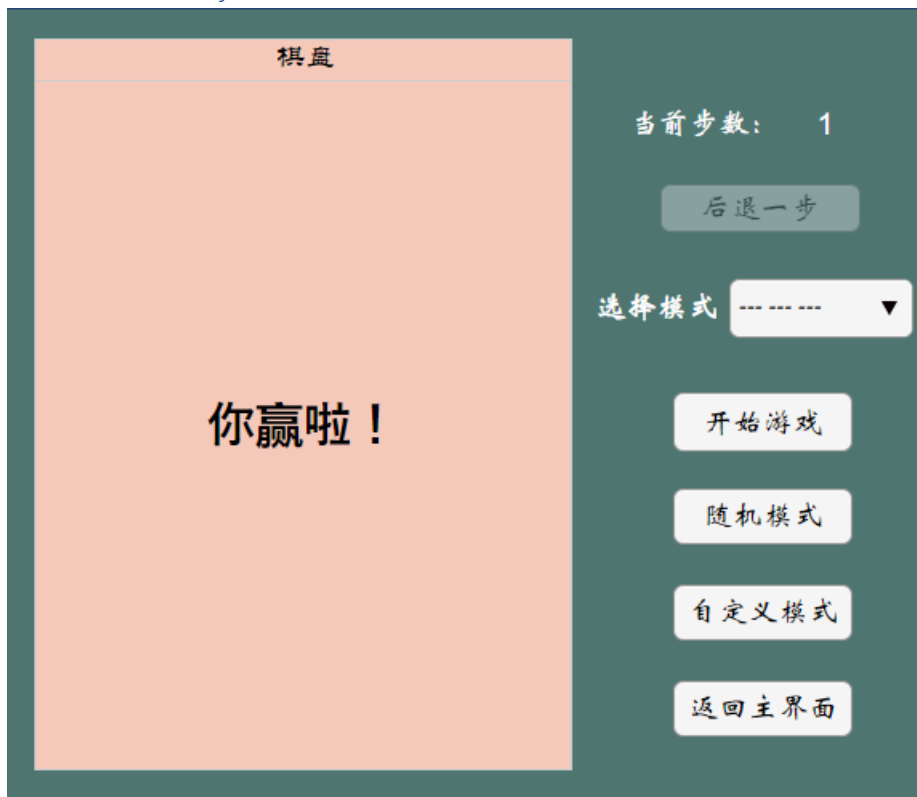 棋盘
当前步数： 1
后退一步
选择模式 --- --- --- ▼
你赢啦！
开始游戏
随机模式
自定义模式
返回主界面